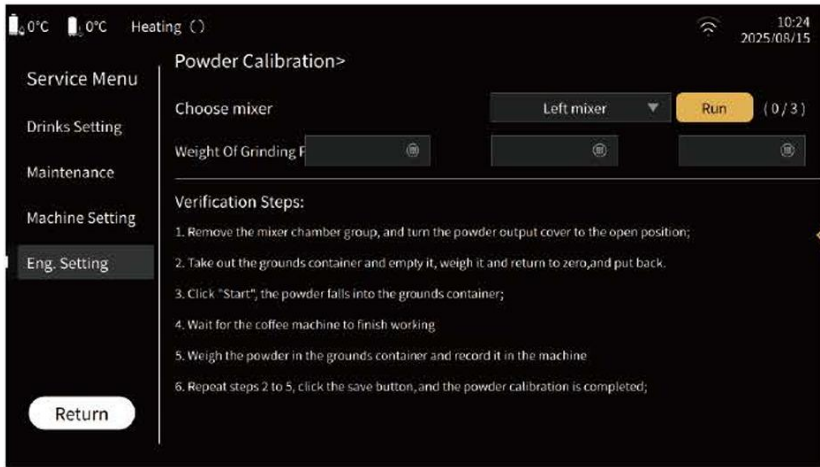 0°C 0°C Heating ( ) 10:24
2025/08/15
Service Menu
Drinks Setting
Maintenance
Machine Setting
Eng. Setting
Return
Powder Calibration>
Choose mixer Left mixer Run (0/3)
Weight Of Grinding P
Verification Steps:
1. Remove the mixer chamber group, and turn the powder output cover to the open position;
2. Take out the grounds container and empty it, weigh it and return to zero,and put back.
3. Click "Start", the powder falls into the grounds container;
4. Wait for the coffee machine to finish working
5. Weigh the powder in the grounds container and record it in the machine
6. Repeat steps 2 to 5, click the save button, and the powder calibration is completed;